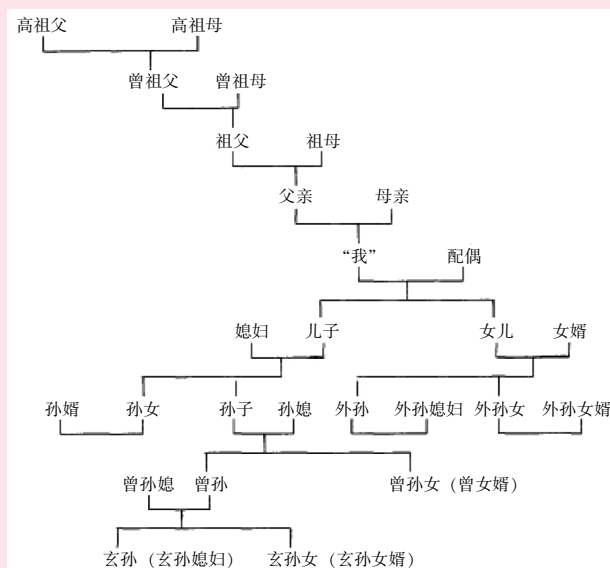 高祖父 高祖母
曾祖父 曾祖母
祖父 祖母
父亲 母亲
“我” 配偶
媳妇 儿子 女儿 女婿
孙婿 孙女 孙子 孙媳 外孙 外孙媳妇 外孙女 外孙女婿
曾孙媳 曾孙 曾孙女（曾女婿）
玄孙（玄孙媳妇） 玄孙女（玄孙女婿）